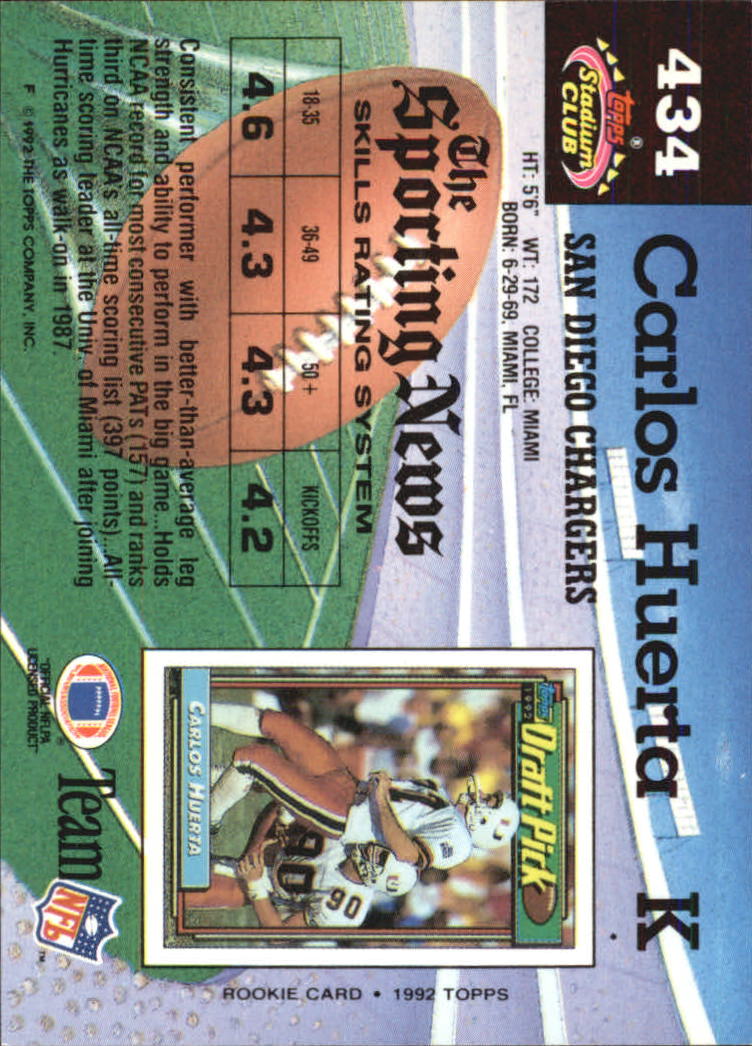 434
Carlos Huerta K
topps®
Stadium
CLUB
SAN DIEGO CHARGERS
HT: 5'6" WT: 172 COLLEGE: MIAMI
BORN: 6-29-69, MIAMI, FL
The
Sporting News
SKILLS RATING SYSTEM
18-35 36-49 50+ KICKOFFS
4.6 4.3 4.3 4.2
Consistent performer with better-than-average leg
strength and ability to perform in the big game...Holds
NCAA record for most consecutive PATs (157) and ranks
third on NCAA's all-time scoring list (397 points)...All-
time scoring leader at the Univ. of Miami after joining
Hurricanes as walk-on in 1987.
F © 1992 THE TOPPS COMPANY, INC.
Topps
1992
Draft Pick
U
U
90
90
CARLOS HUERTA
ROOKIE CARD • 1992 TOPPS
"OFFICIAL NFLPA
LICENSED PRODUCT"
®
Team
NFL
™